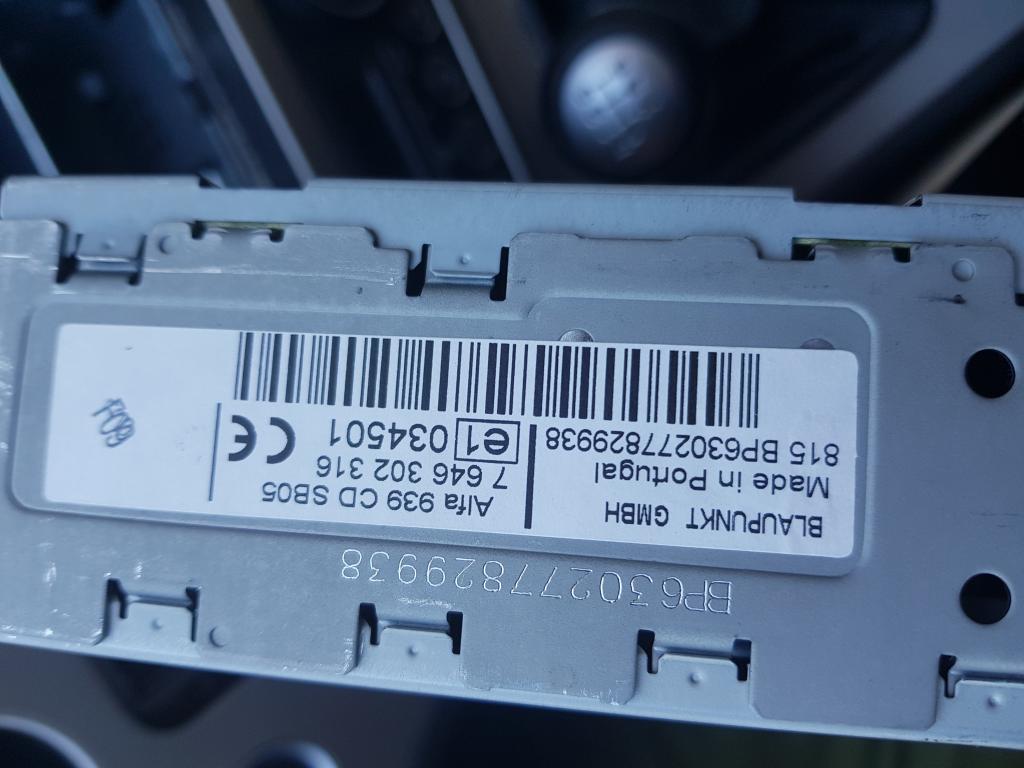 BLAUPUNKT GMBH
Made in Portugal
815 BP630277829938
Alfa 939 CD SB05
7 646 302 316
e1 034501
CE
BP630277829938